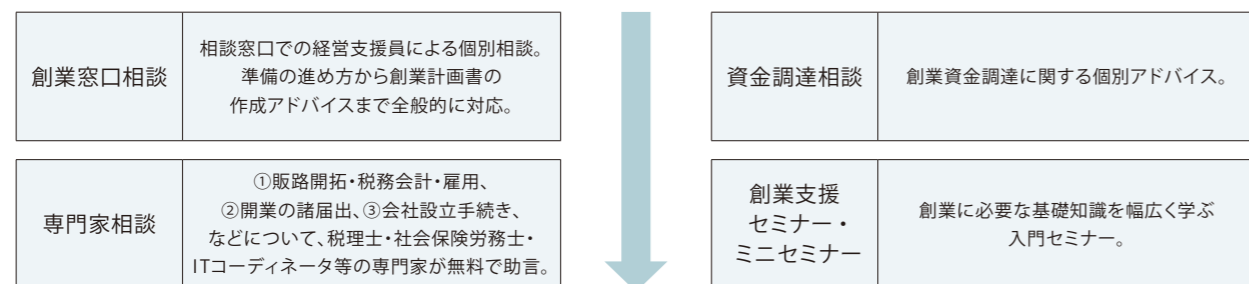 創業窓口相談
相談窓口での経営支援員による個別相談。
準備の進め方から創業計画書の
作成アドバイスまで全般的に対応。
資金調達相談
創業資金調達に関する個別アドバイス。
専門家相談
①販路開拓・税務会計・雇用、
②開業の諸届出、③会社設立手続き、
などについて、税理士・社会保険労務士・
ITコーディネータ等の専門家が無料で助言。
創業支援
セミナー・
ミニセミナー
創業に必要な基礎知識を幅広く学ぶ
入門セミナー。